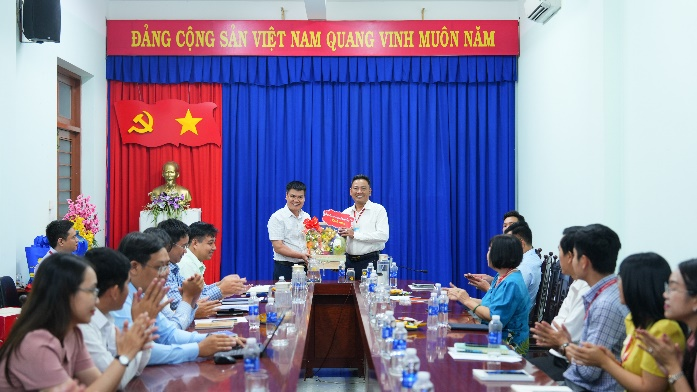 ĐẢNG CỘNG SẢN VIỆT NAM QUANG VINH MUÔN NĂM